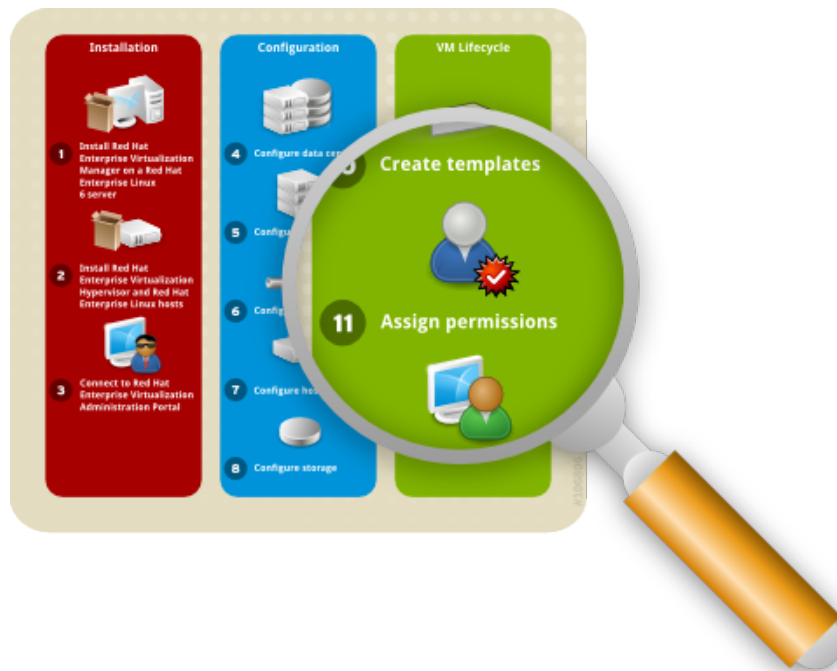 Installation
1
Install Red Hat
Enterprise Virtualization
Manager on a Red Hat
Enterprise Linux
6 server
2
Install Red Hat
Enterprise Virtualization
Hypervisor and Red Hat
Enterprise Linux hosts
3
Connect to Red Hat
Enterprise Virtualization
Administration Portal
Configuration
4
Configure data
5
6
7
Configure
8
Configure storage
VM Lifecycle
Create templates
11
Assign permissions